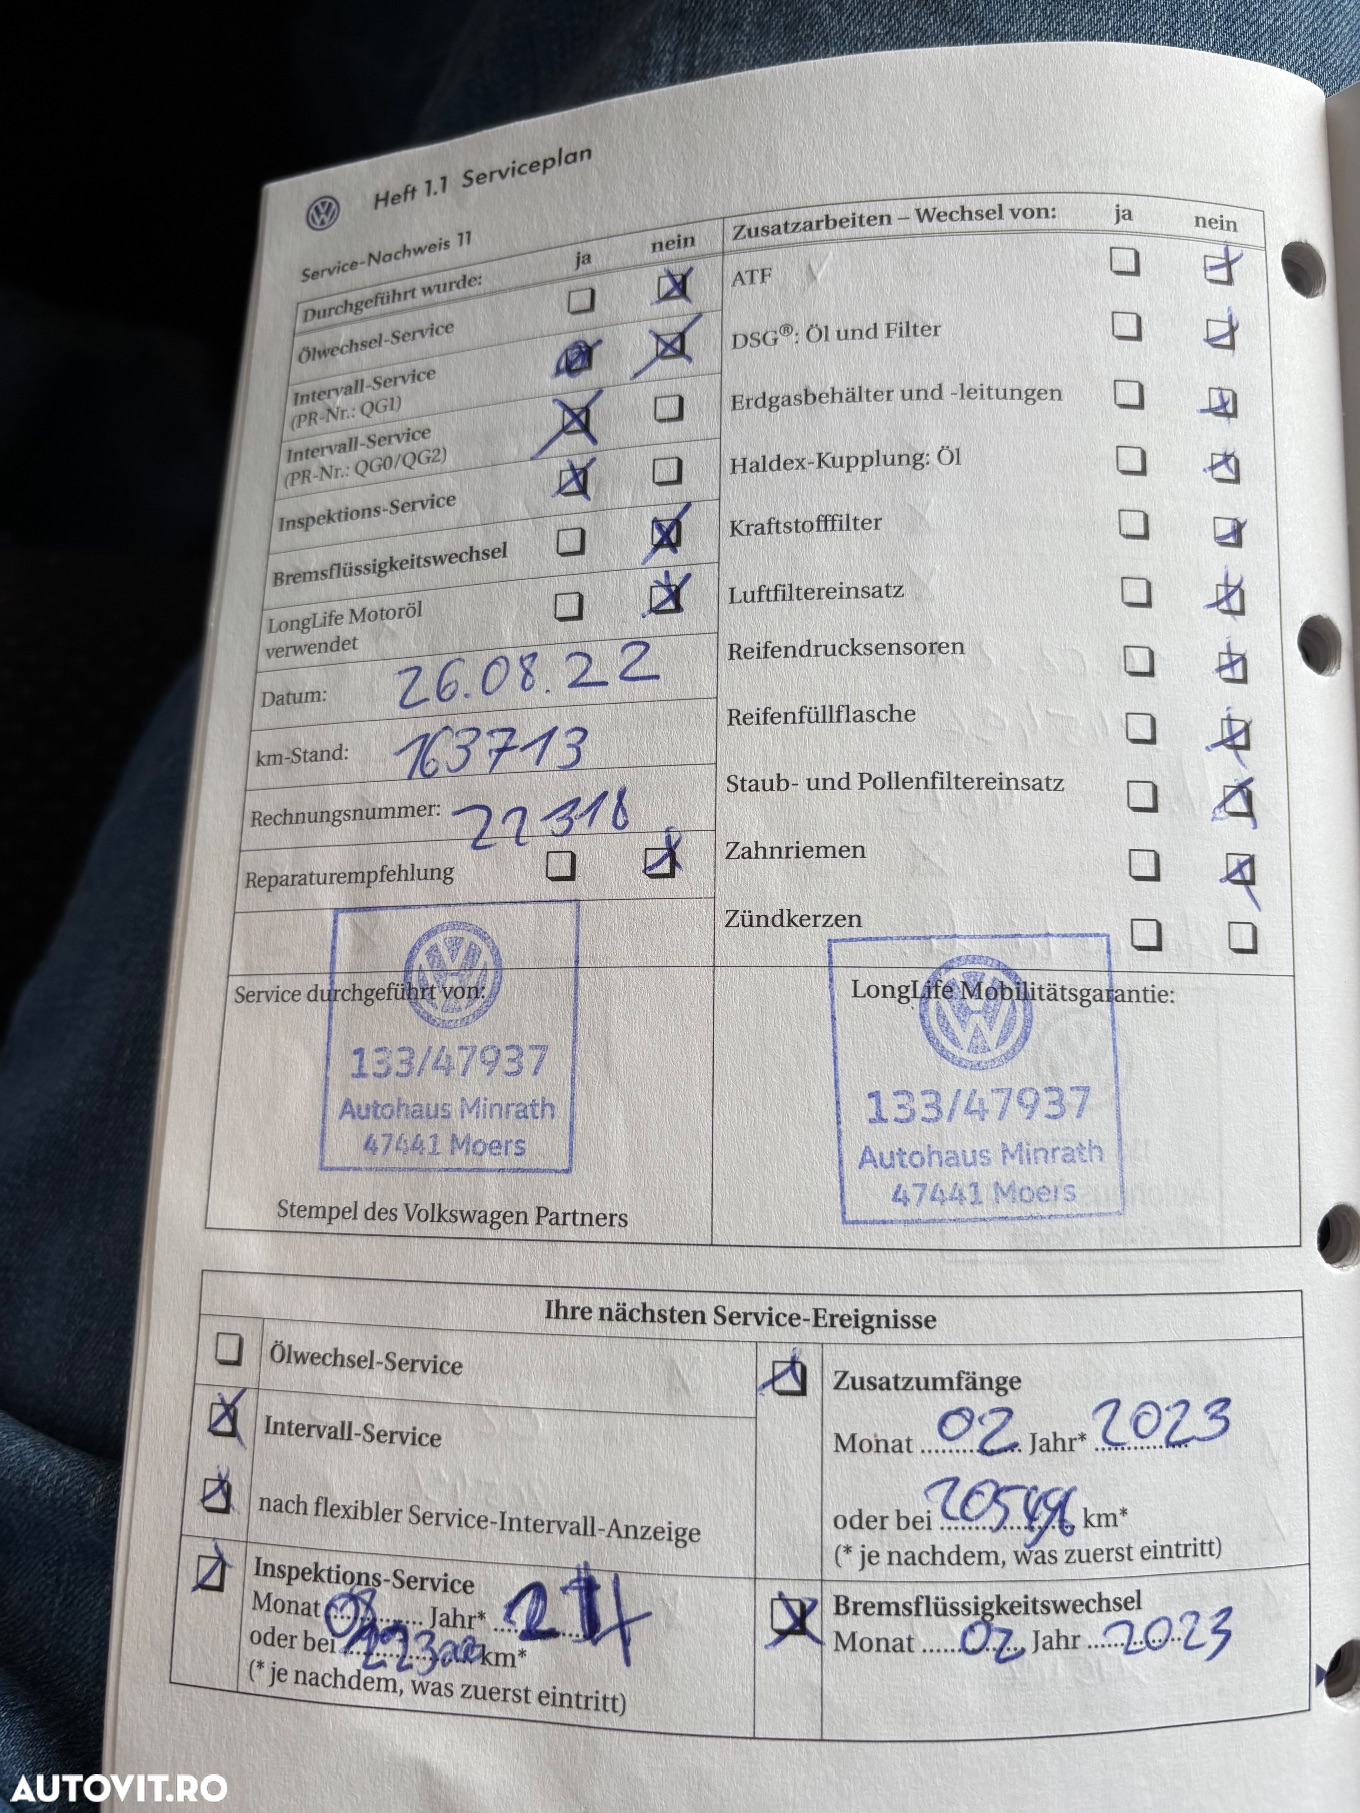 Heft 1.1 Serviceplan
Service-Nachweis 11
Durchgeführt wurde: ja nein
Ölwechsel-Service
Intervall-Service
(PR-Nr.: QG1)
Intervall-Service
(PR-Nr.: QG0/QG2)
Inspektions-Service
Bremsflüssigkeitswechsel
LongLife Motoröl
verwendet
Datum: 26.08.22
km-Stand: 163713
Rechnungsnummer: 22318
Reparaturempfehlung
Zusatzarbeiten – Wechsel von: ja nein
ATF
DSG®: Öl und Filter
Erdgasbehälter und -leitungen
Haldex-Kupplung: Öl
Kraftstofffilter
Luftfiltereinsatz
Reifendrucksensoren
Reifenfüllflasche
Staub- und Pollenfiltereinsatz
Zahnriemen
Zündkerzen
Service durchgeführt von:
133/47937
Autohaus Minrath
47441 Moers
Stempel des Volkswagen Partners
LongLife Mobilitätsgarantie:
133/47937
Autohaus Minrath
47441 Moers
Ihre nächsten Service-Ereignisse
Ölwechsel-Service
Intervall-Service
nach flexibler Service-Intervall-Anzeige
Inspektions-Service
Monat 08 Jahr*
oder bei km*
(* je nachdem, was zuerst eintritt)
Zusatzumfänge
Monat 02 Jahr* 2023
oder bei km*
(* je nachdem, was zuerst eintritt)
Bremsflüssigkeitswechsel
Monat 02 Jahr 2023
AUTOVIT.RO